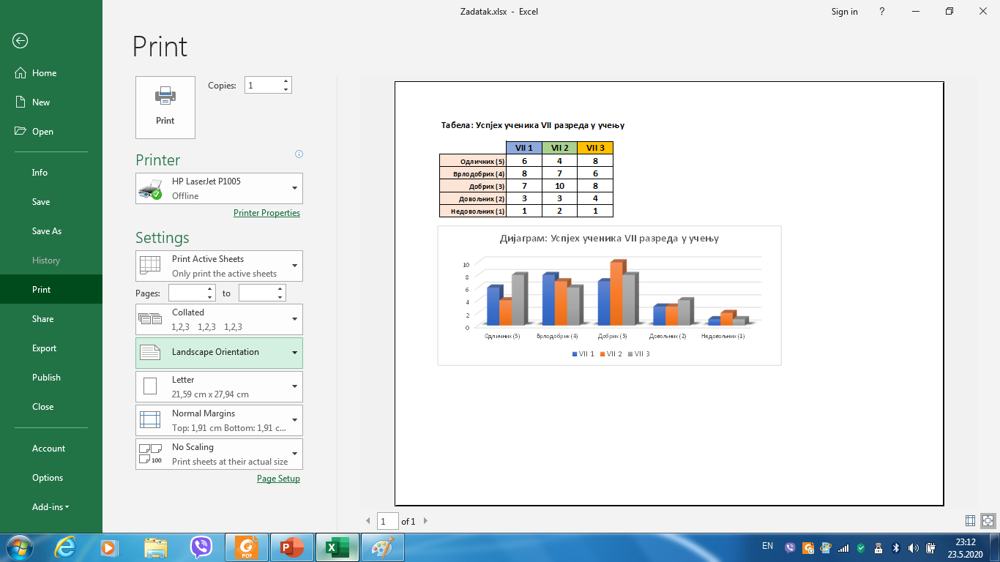 Zadatak.xlsx - Excel
Sign in ?
Home
New
Open
Info
Save
Save As
History
Print
Share
Export
Publish
Close
Account
Options
Add-ins
Print
Print
Copies: 1
Printer
HP LaserJet P1005
Offline
Printer Properties
Settings
Print Active Sheets
Only print the active sheets
Pages: to
Collated
1,2,3 1,2,3 1,2,3
Landscape Orientation
Letter
21,59 cm x 27,94 cm
Normal Margins
Top: 1,91 cm Bottom: 1,91 c...
100
No Scaling
Print sheets at their actual size
Page Setup
Табела: Успјех ученика VII разреда у учењу
VII 1 VII 2 VII 3
Одличних (5) 6 4 8
Врлодобрих (4) 8 7 6
Добрих (3) 7 10 8
Довољних (2) 3 3 4
Недовољних (1) 1 2 1
Дијаграм: Успјех ученика VII разреда у учењу
10
8
6
4
2
0
Одличних (5) Врлодобрих (4) Добрих (3) Довољних (2) Недовољних (1)
VII 1 VII 2 VII 3
1 of 1
PDF
EN
23:12
23.5.2020